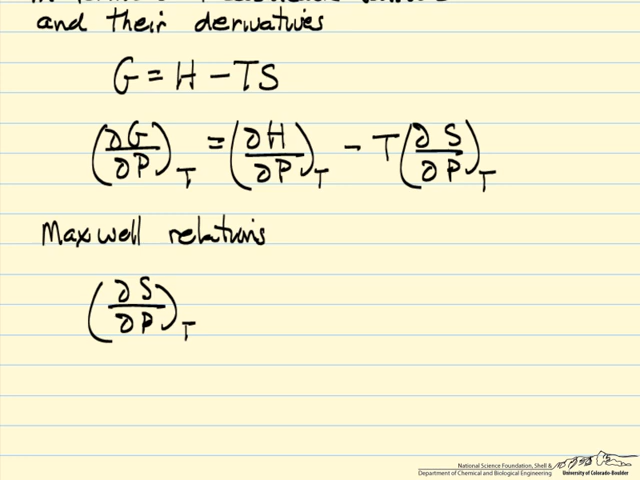 and their derivatives
G = H - TS
(∂G/∂P)_T = (∂H/∂P)_T - T(∂S/∂P)_T
Maxwell relations
(∂S/∂P)_T
National Science Foundation, Shell &
Department of Chemical and Biological Engineering
University of Colorado-Boulder